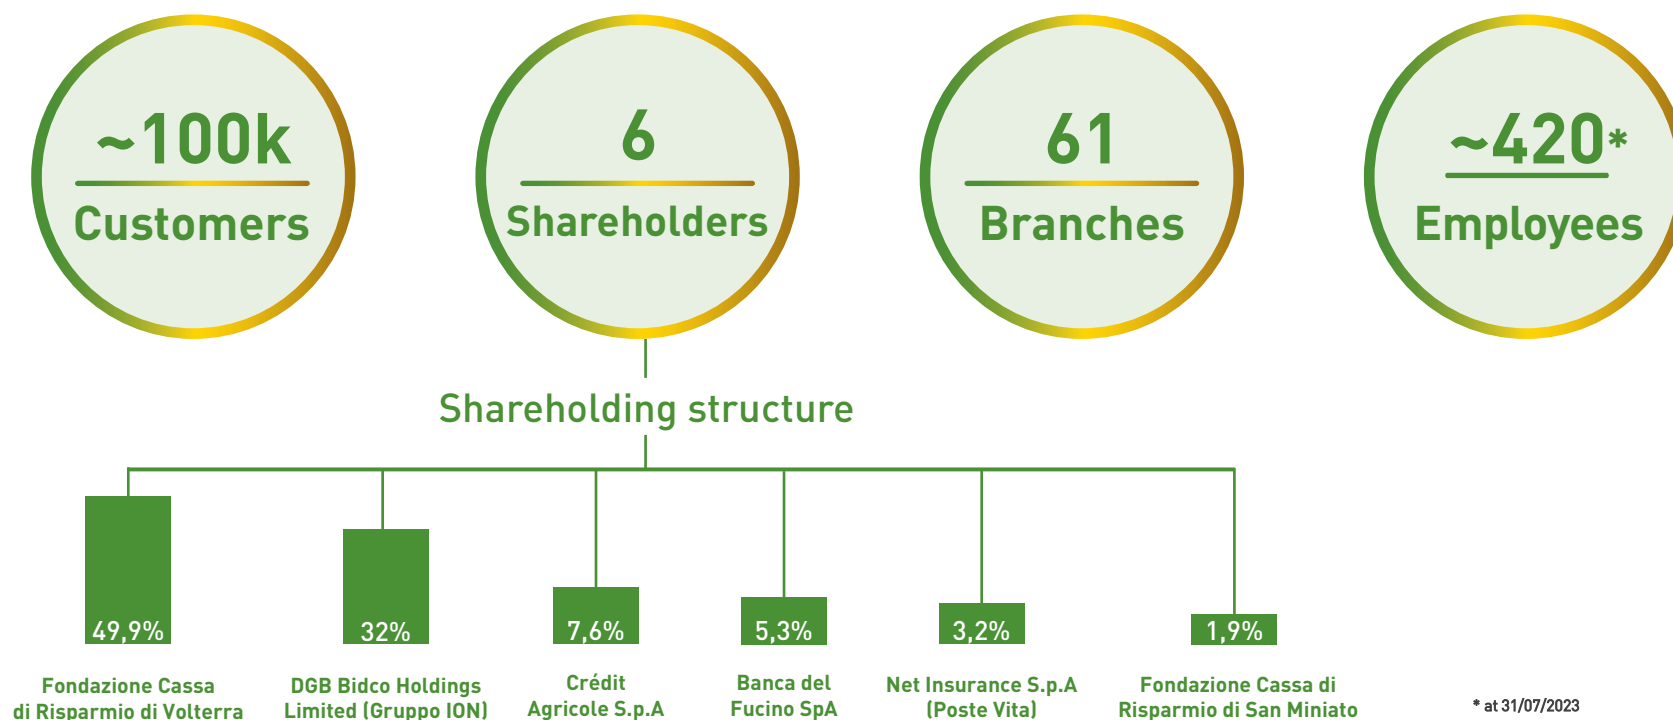 ~100k
Customers
6
Shareholders
61
Branches
~420*
Employees
Shareholding structure
49,9%
32%
7,6%
5,3%
3,2%
1,9%
Fondazione Cassa
di Risparmio di Volterra
DGB Bidco Holdings
Limited (Gruppo ION)
Crédit
Agricole S.p.A
Banca del
Fucino SpA
Net Insurance S.p.A
(Poste Vita)
Fondazione Cassa di
Risparmio di San Miniato
* at 31/07/2023